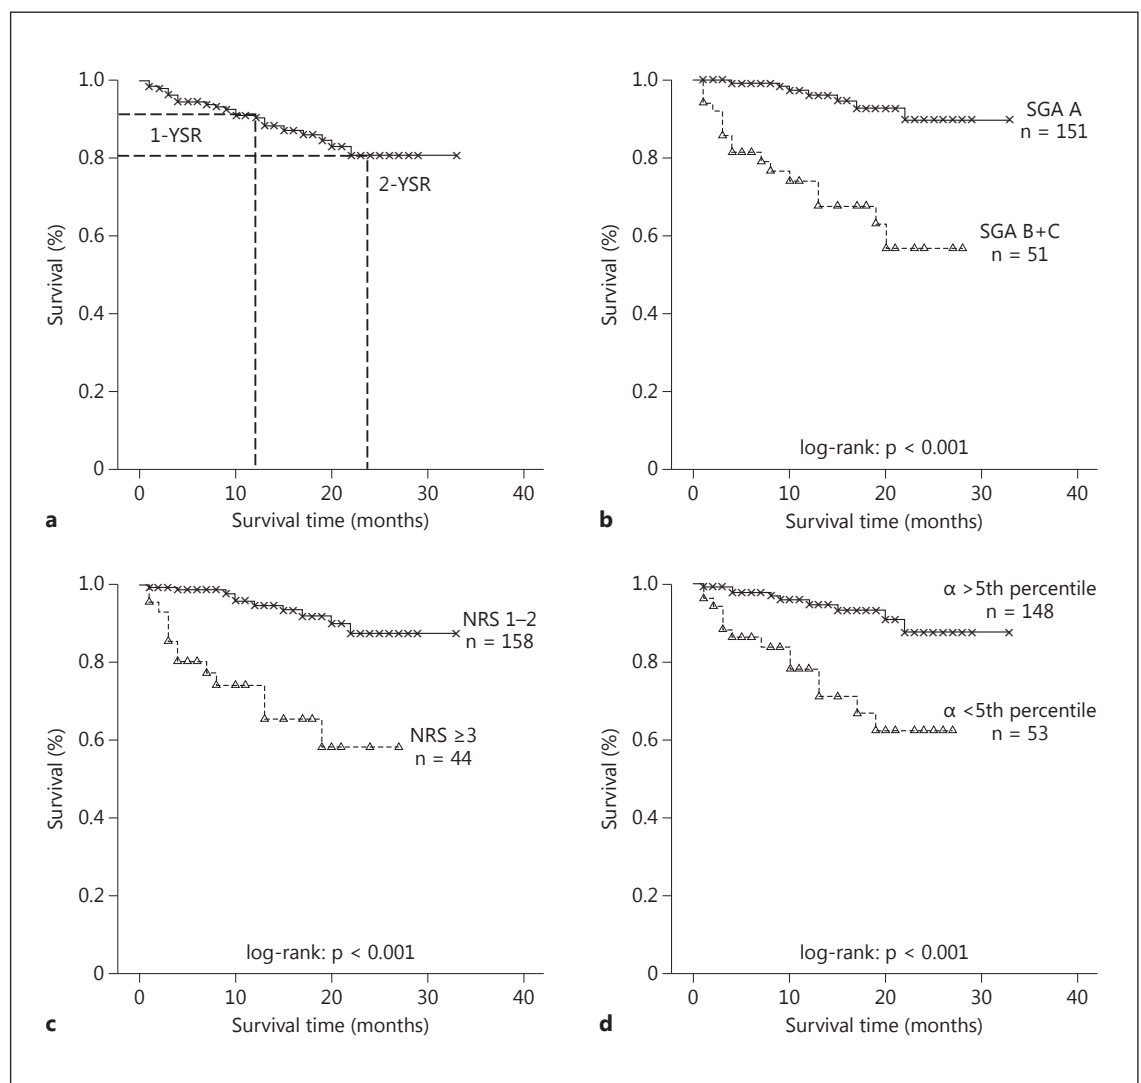 1.0
0.8
0.6
0.4
0.2
0
Survival (%)
1-YSR
2-YSR
0 10 20 30 40
Survival time (months)
a
1.0
0.8
0.6
0.4
0.2
0
Survival (%)
SGA A
n = 151
SGA B+C
n = 51
log-rank: p < 0.001
0 10 20 30 40
Survival time (months)
b
1.0
0.8
0.6
0.4
0.2
0
Survival (%)
NRS 1–2
n = 158
NRS ≥3
n = 44
log-rank: p < 0.001
0 10 20 30 40
Survival time (months)
c
1.0
0.8
0.6
0.4
0.2
0
Survival (%)
α >5th percentile
n = 148
α <5th percentile
n = 53
log-rank: p < 0.001
0 10 20 30 40
Survival time (months)
d